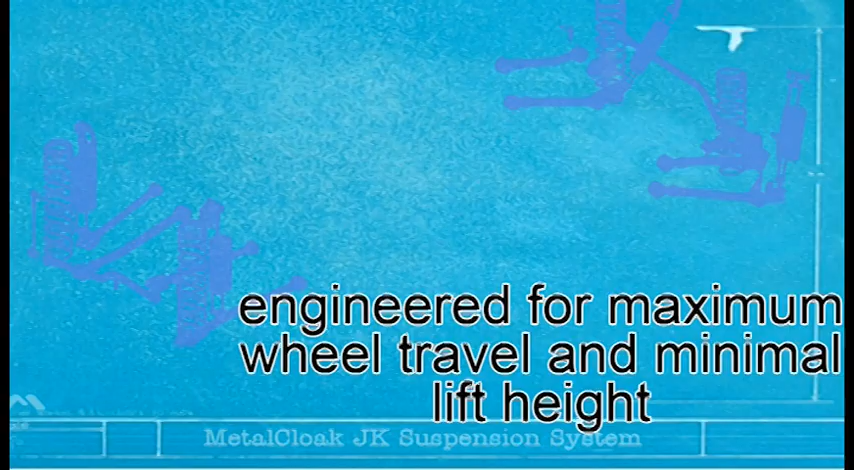 engineered for maximum
wheel travel and minimal
lift height
MetalCloak JK Suspension System